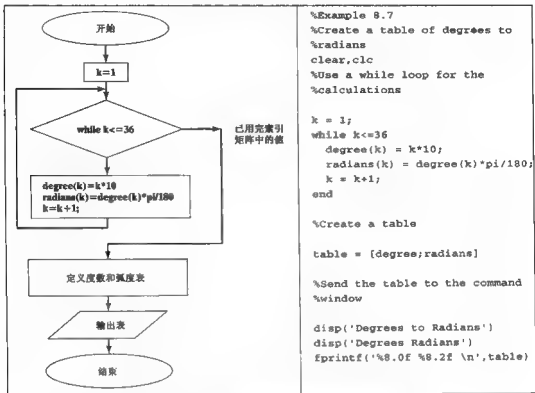 开始
k=1
while k<=36
已用完索引
矩阵中的值
degree(k)=k*10
radians(k)=degree(k)*pi/180
k=k+1;
定义度数和弧度表
输出表
结束
%Example 8.7
%Create a table of degrees to
%radians
clear,clc
%Use a while loop for the
%calculations
k = 1;
while k<=36
degree(k) = k*10;
radians(k) = degree(k)*pi/180;
k = k+1;
end
%Create a table
table = [degree;radians]
%Send the table to the command
%window
disp('Degrees to Radians')
disp('Degrees Radians')
fprintf('%8.0f %8.2f \n',table)